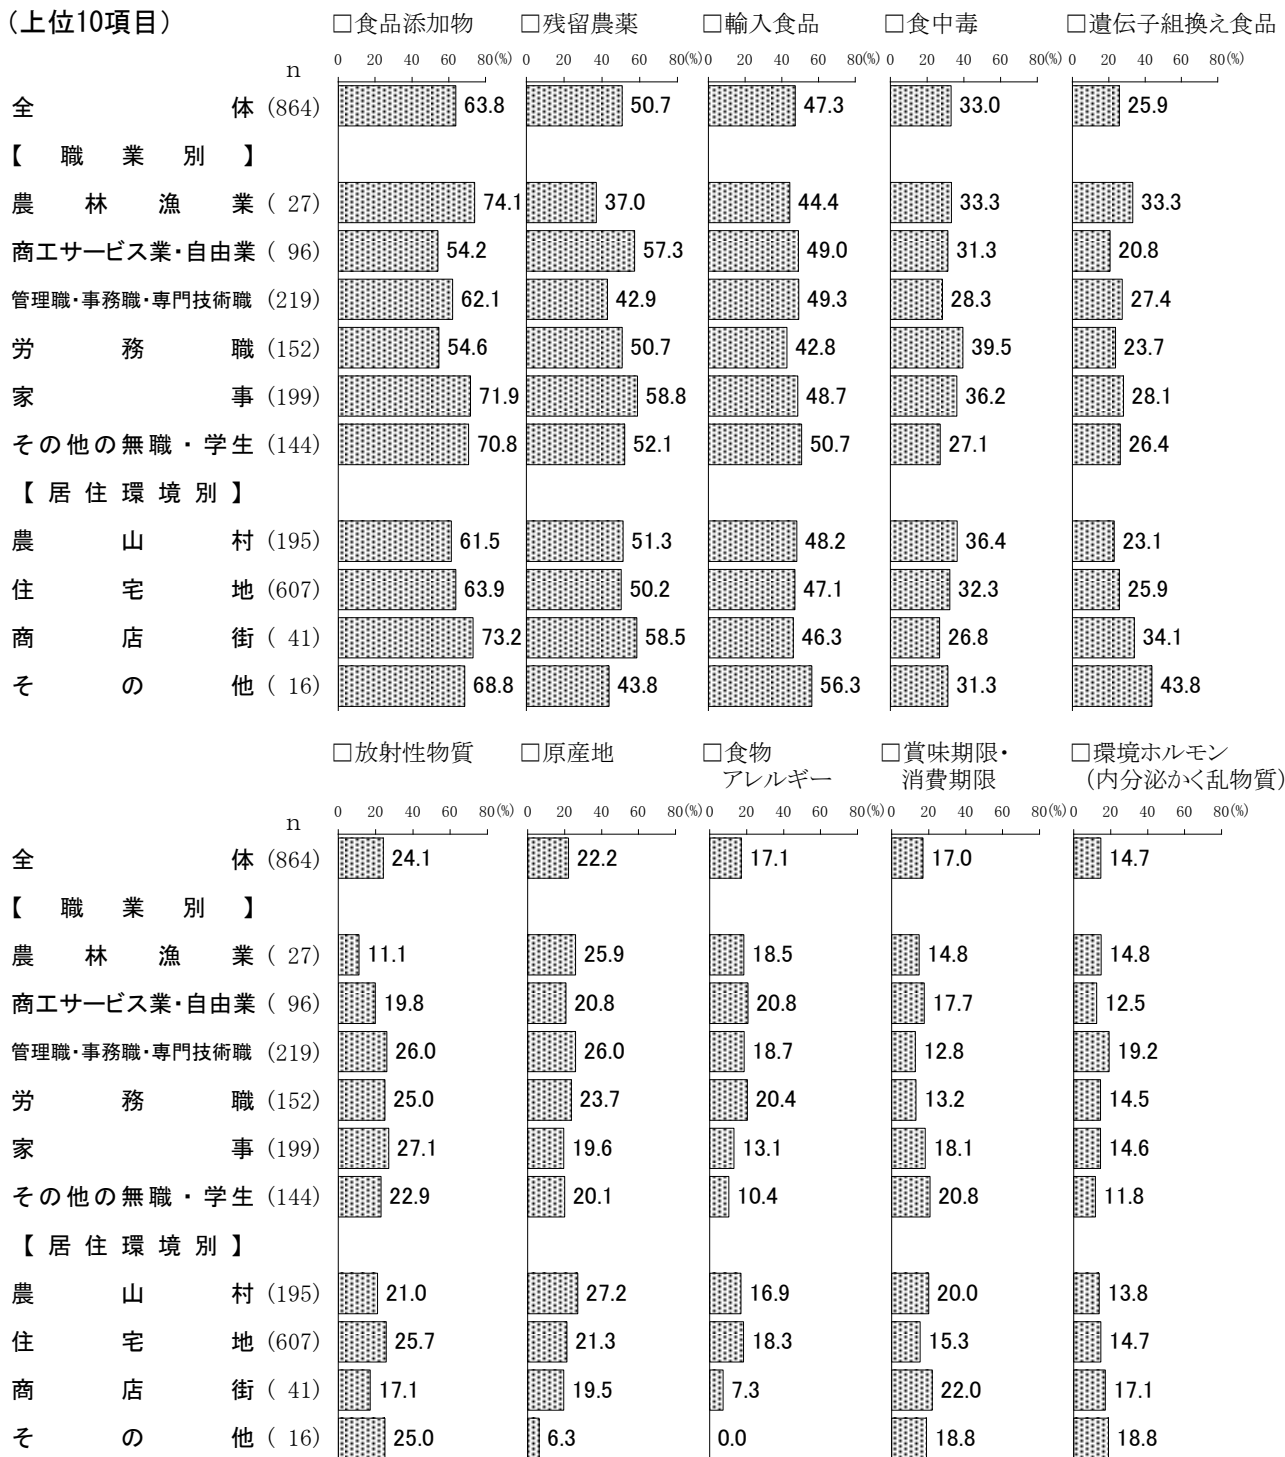 （上位10項目） □食品添加物 □残留農薬 □輸入食品 □食中毒 □遺伝子組換え食品
n 0 20 40 60 80(%) 0 20 40 60 80(%) 0 20 40 60 80(%) 0 20 40 60 80(%) 0 20 40 60 80(%)
全体 (864) 63.8 50.7 47.3 33.0 25.9
【職業別】
農林漁業 ( 27) 74.1 37.0 44.4 33.3 33.3
商工サービス業・自由業 ( 96) 54.2 57.3 49.0 31.3 20.8
管理職・事務職・専門技術職 (219) 62.1 42.9 49.3 28.3 27.4
労務職 (152) 54.6 50.7 42.8 39.5 23.7
家事 (199) 71.9 58.8 48.7 36.2 28.1
その他の無職・学生 (144) 70.8 52.1 50.7 27.1 26.4
【居住環境別】
農山村 (195) 61.5 51.3 48.2 36.4 23.1
住宅地 (607) 63.9 50.2 47.1 32.3 25.9
商店街 ( 41) 73.2 58.5 46.3 26.8 34.1
その他 ( 16) 68.8 43.8 56.3 31.3 43.8
□放射性物質 □原産地 □食物 □賞味期限・ □環境ホルモン
アレルギー 消費期限 （内分泌かく乱物質）
n 0 20 40 60 80(%) 0 20 40 60 80(%) 0 20 40 60 80(%) 0 20 40 60 80(%) 0 20 40 60 80(%)
全体 (864) 24.1 22.2 17.1 17.0 14.7
【職業別】
農林漁業 ( 27) 11.1 25.9 18.5 14.8 14.8
商工サービス業・自由業 ( 96) 19.8 20.8 20.8 17.7 12.5
管理職・事務職・専門技術職 (219) 26.0 26.0 18.7 12.8 19.2
労務職 (152) 25.0 23.7 20.4 13.2 14.5
家事 (199) 27.1 19.6 13.1 18.1 14.6
その他の無職・学生 (144) 22.9 20.1 10.4 20.8 11.8
【居住環境別】
農山村 (195) 21.0 27.2 16.9 20.0 13.8
住宅地 (607) 25.7 21.3 18.3 15.3 14.7
商店街 ( 41) 17.1 19.5 7.3 22.0 17.1
その他 ( 16) 25.0 6.3 0.0 18.8 18.8